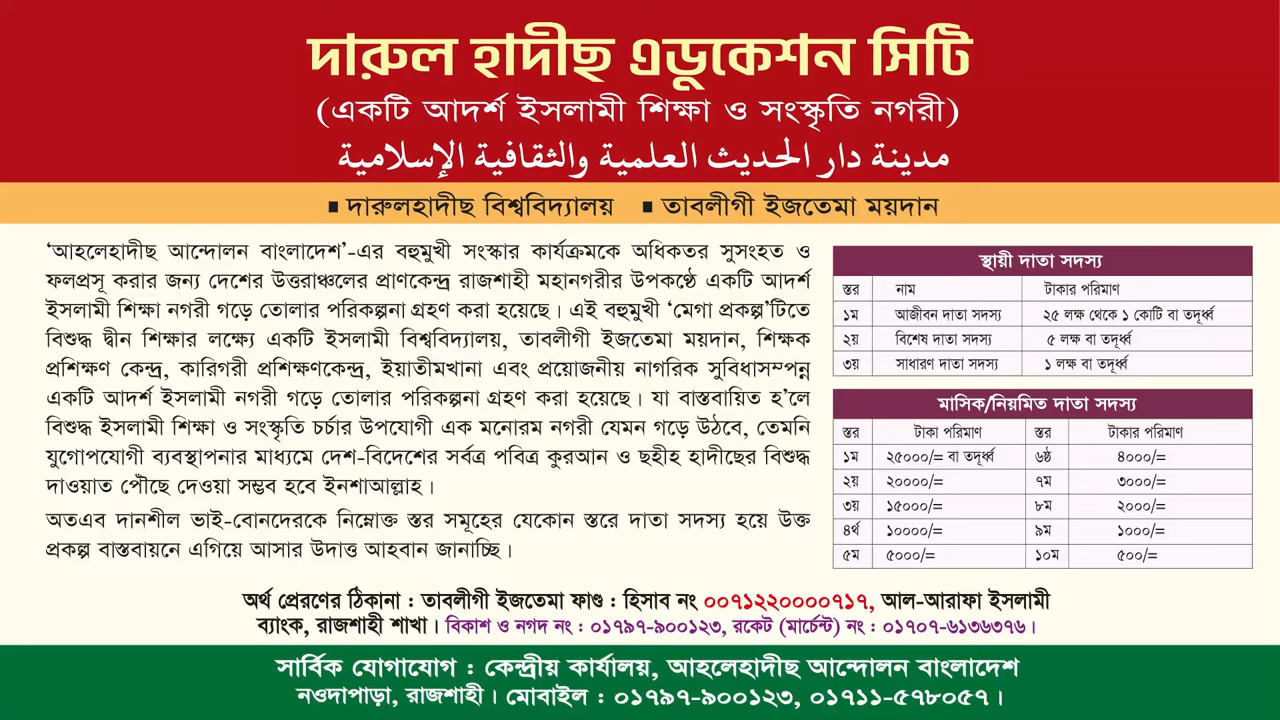 দারুল হাদীছ এডুকেশন সিটি
(একটি আদর্শ ইসলামী শিক্ষা ও সংস্কৃতি নগরী)
مدينة دار الحديث العلمية والثقافية الإسلامية
■ দারুলহাদীছ বিশ্ববিদ্যালয় ■ তাবলীগী ইজতেমা ময়দান
‘আহলেহাদীছ আন্দোলন বাংলাদেশ’-এর বহুমুখী সংস্কার কার্যক্রমকে অধিকতর সুসংহত ও
ফলপ্রসূ করার জন্য দেশের উত্তরাঞ্চলের প্রাণকেন্দ্র রাজশাহী মহানগরীর উপকণ্ঠে একটি আদর্শ
ইসলামী শিক্ষা নগরী গড়ে তোলার পরিকল্পনা গ্রহণ করা হয়েছে। এই বহুমুখী ‘মেগা প্রকল্প’টিতে
বিশুদ্ধ দ্বীন শিক্ষার লক্ষ্যে একটি ইসলামী বিশ্ববিদ্যালয়, তাবলীগী ইজতেমা ময়দান, শিক্ষক
প্রশিক্ষণ কেন্দ্র, কারিগরী প্রশিক্ষণকেন্দ্র, ইয়াতীমখানা এবং প্রয়োজনীয় নাগরিক সুবিধাসম্পন্ন
একটি আদর্শ ইসলামী নগরী গড়ে তোলার পরিকল্পনা গ্রহণ করা হয়েছে। যা বাস্তবায়িত হ’লে
বিশুদ্ধ ইসলামী শিক্ষা ও সংস্কৃতি চর্চার উপযোগী এক মনোরম নগরী যেমন গড়ে উঠবে, তেমনি
যুগোপযোগী ব্যবস্থাপনার মাধ্যমে দেশ-বিদেশের সর্বত্র পবিত্র কুরআন ও ছহীহ হাদীছের বিশুদ্ধ
দাওয়াত পৌঁছে দেওয়া সম্ভব হবে ইনশাআল্লাহ।
অতএব দানশীল ভাই-বোনদেরকে নিম্নোক্ত স্তর সমূহের যেকোন স্তরে দাতা সদস্য হয়ে উক্ত
প্রকল্প বাস্তবায়নে এগিয়ে আসার উদাত্ত আহবান জানাচ্ছি।
স্থায়ী দাতা সদস্য
স্তর নাম টাকার পরিমাণ
১ম আজীবন দাতা সদস্য ২৫ লক্ষ থেকে ১ কোটি বা তদূর্ধ্ব
২য় বিশেষ দাতা সদস্য ৫ লক্ষ বা তদূর্ধ্ব
৩য় সাধারণ দাতা সদস্য ১ লক্ষ বা তদূর্ধ্ব
মাসিক/নিয়মিত দাতা সদস্য
স্তর টাকা পরিমাণ স্তর টাকার পরিমাণ
১ম ২৫০০০/= বা তদূর্ধ্ব ৬ষ্ঠ ৪০০০/=
২য় ২০০০০/= ৭ম ৩০০০/=
৩য় ১৫০০০/= ৮ম ২০০০/=
৪র্থ ১০০০০/= ৯ম ১০০০/=
৫ম ৫০০০/= ১০ম ৫০০/=
অর্থ প্রেরণের ঠিকানা : তাবলীগী ইজতেমা ফাণ্ড : হিসাব নং ০০৭১২২০০০০৭১৭, আল-আরাফা ইসলামী
ব্যাংক, রাজশাহী শাখা। বিকাশ ও নগদ নং : ০১৭৯৭-৯০০১২৩, রকেট (মার্চেন্ট) নং : ০১৭০৭-৬১৩৬৩৭৬।
সার্বিক যোগাযোগ : কেন্দ্রীয় কার্যালয়, আহলেহাদীছ আন্দোলন বাংলাদেশ
নওদাপাড়া, রাজশাহী। মোবাইল : ০১৭৯৭-৯০০১২৩, ০১৭১১-৫৭৮০৫৭।